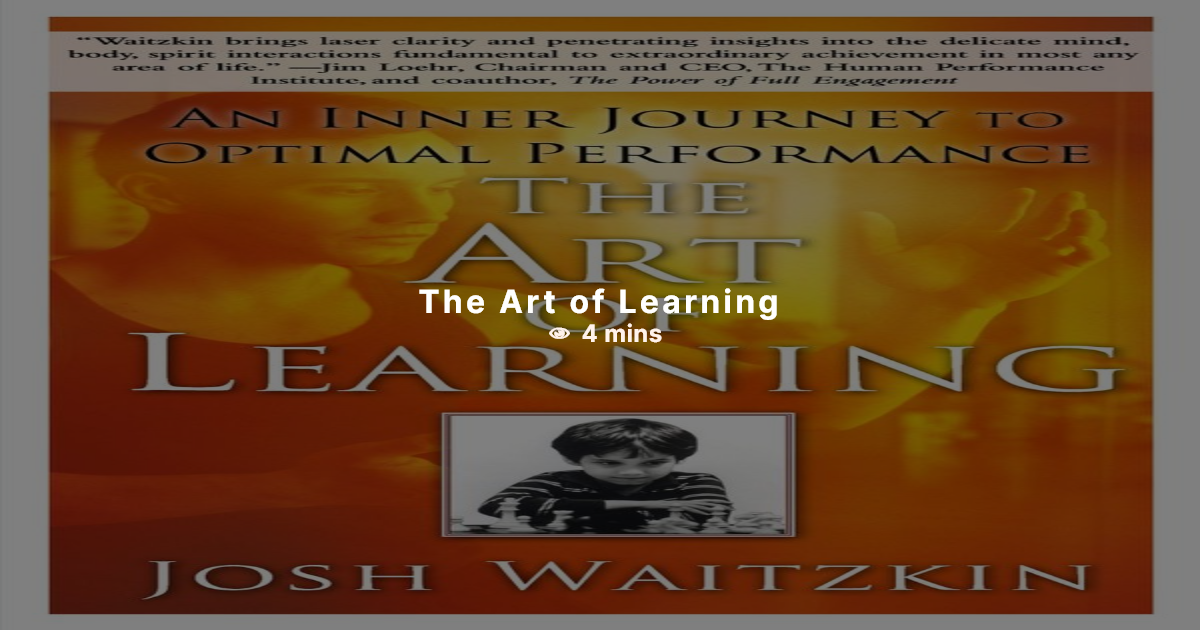 “Waitzkin brings laser clarity and penetrating insights into the delicate mind,
body, spirit interactions fundamental to extraordinary achievement in most any
area of life.” —Jim Loehr, Chairman and CEO, The Human Performance
Institute, and coauthor, The Power of Full Engagement
AN INNER JOURNEY TO
OPTIMAL PERFORMANCE
THE
ART
OF
LEARNING
The Art of Learning
4 mins
JOSH WAITZKIN